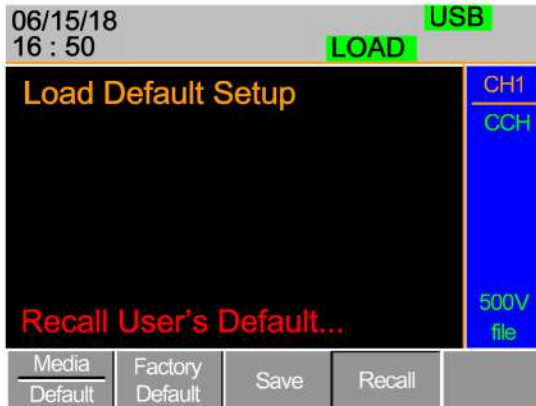 06/15/18
USB
16 : 50
LOAD
Load Default Setup
CH1
CCH
Recall User's Default...
500V
file
Media
Default
Factory
Default
Save
Recall